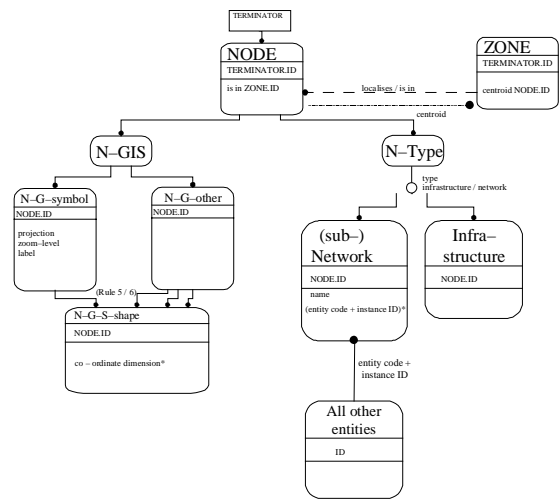 TERMINATOR
NODE
TERMINATOR.ID
is in ZONE.ID
ZONE
TERMINATOR.ID
centroid NODE.ID
localises / is in
centroid
N–GIS
N–Type
type
infrastructure / network
N–G–symbol
NODE.ID
projection
zoom–level
label
N–G–other
NODE.ID
(Rule 5 / 6)
N–G–S–shape
NODE.ID
co – ordinate dimension*
(sub–)
Network
NODE.ID
name
(entity code + instance ID)*
Infra–
structure
NODE.ID
entity code +
instance ID
All other
entities
ID